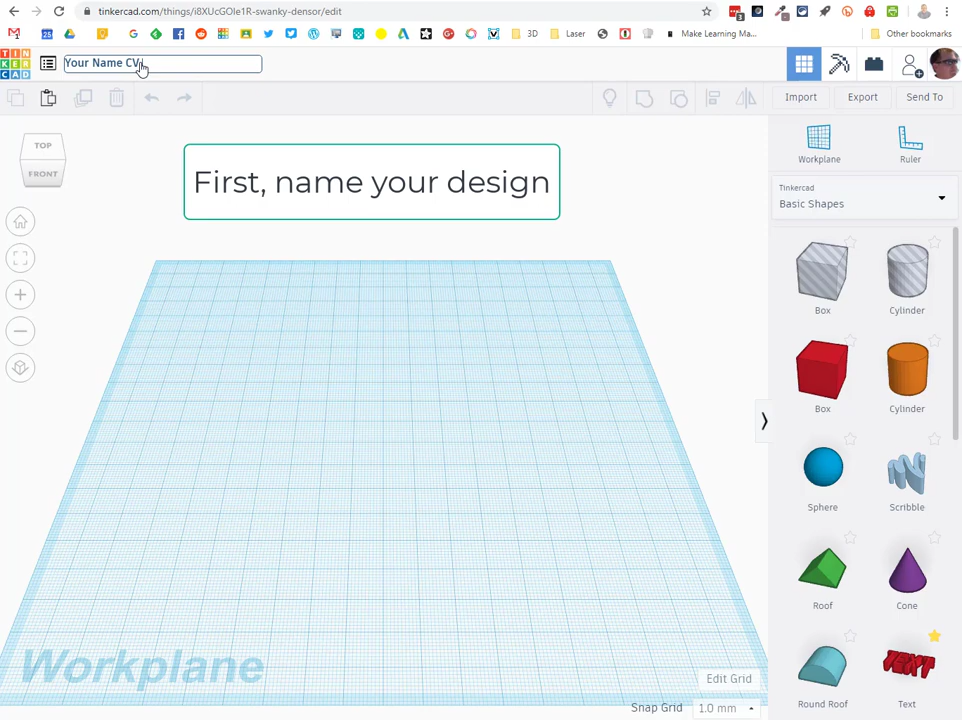 tinkercad.com/things/i8XUcGOle1R-swanky-densor/edit
3D
Laser
Make Learning Ma...
Other bookmarks
TIN
KER
CAD
Your Name CV
Import
Export
Send To
TOP
FRONT
First, name your design
Workplane
Ruler
Tinkercad
Basic Shapes
Box
Cylinder
Box
Cylinder
Sphere
Scribble
Roof
Cone
TEXT
Round Roof
Text
Workplane
Edit Grid
Snap Grid
1.0 mm